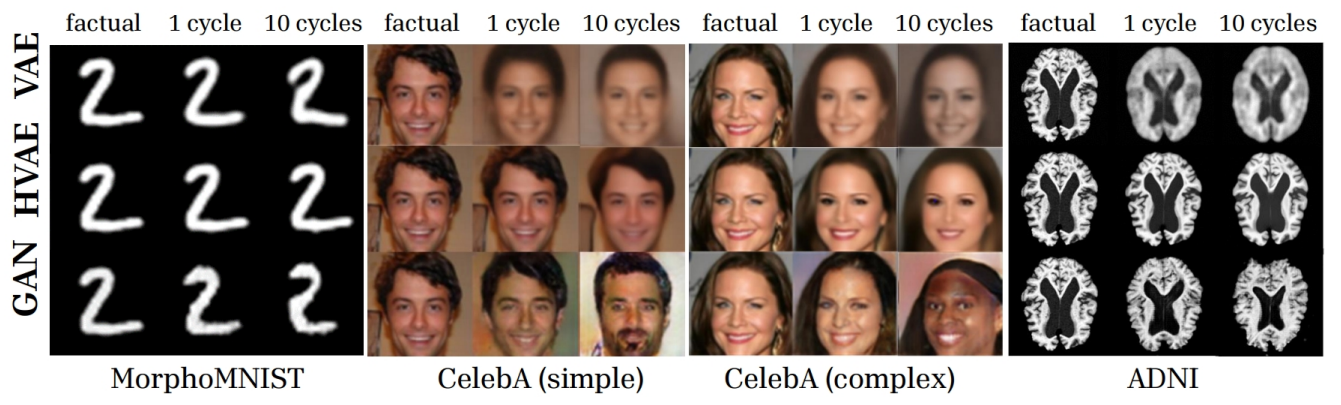 factual 1 cycle 10 cycles factual 1 cycle 10 cycles factual 1 cycle 10 cycles factual 1 cycle 10 cycles
VAE
HVAE
GAN
MorphoMNIST CelebA (simple) CelebA (complex) ADNI